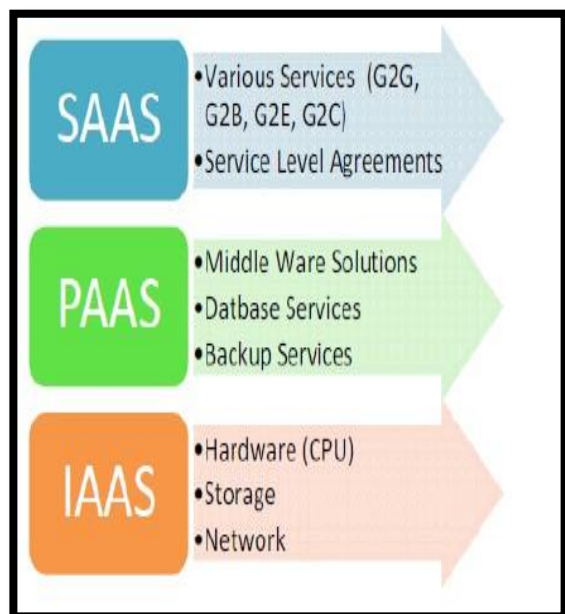 SAAS
•Various Services (G2G,
G2B, G2E, G2C)
•Service Level Agreements
PAAS
•Middle Ware Solutions
•Datbase Services
•Backup Services
IAAS
•Hardware (CPU)
•Storage
•Network